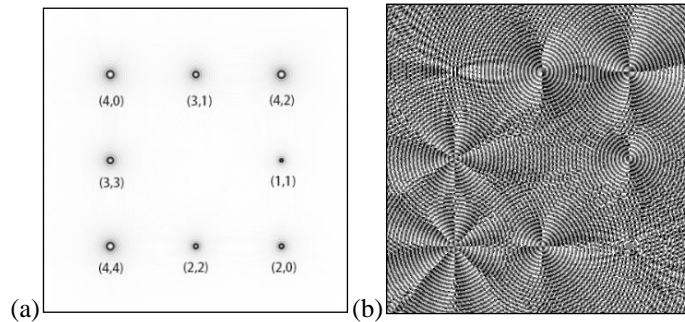 (4,0) (3,1) (4,2)
(3,3) (1,1)
(4,4) (2,2) (2,0)
(a) (b)